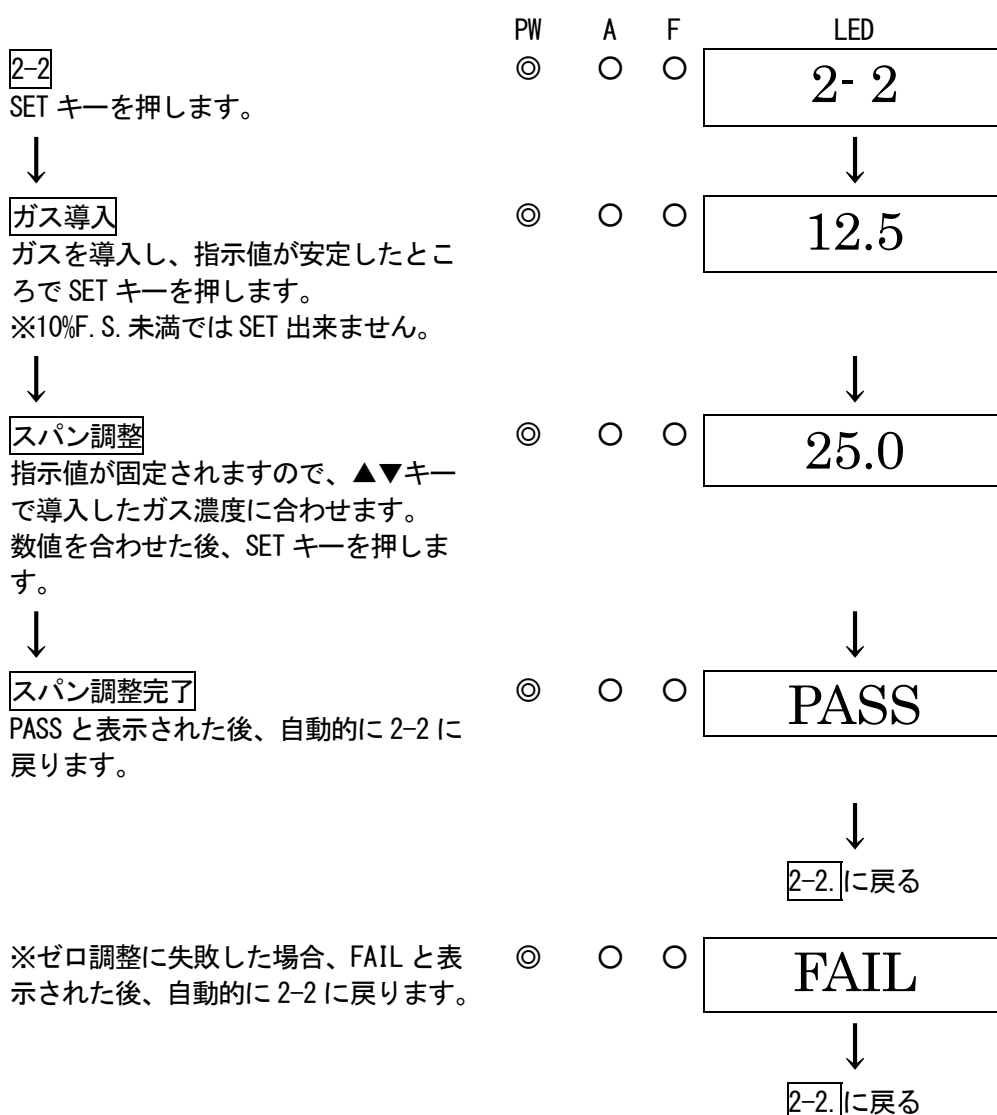 PW A F LED
2-2 ◎ ○ ○ 2- 2
SET キーを押します。
↓ ↓
ガス導入 ◎ ○ ○ 12.5
ガスを導入し、指示値が安定したとこ
ろで SET キーを押します。
※10%F.S.未満では SET 出来ません。
↓ ↓
スパン調整 ◎ ○ ○ 25.0
指示値が固定されますので、▲▼キー
で導入したガス濃度に合わせます。
数値を合わせた後、SET キーを押しま
す。
↓ ↓
スパン調整完了 ◎ ○ ○ PASS
PASS と表示された後、自動的に 2-2 に
戻ります。
↓
2-2.に戻る
※ゼロ調整に失敗した場合、FAIL と表 ◎ ○ ○ FAIL
示された後、自動的に 2-2 に戻ります。
↓
2-2.に戻る